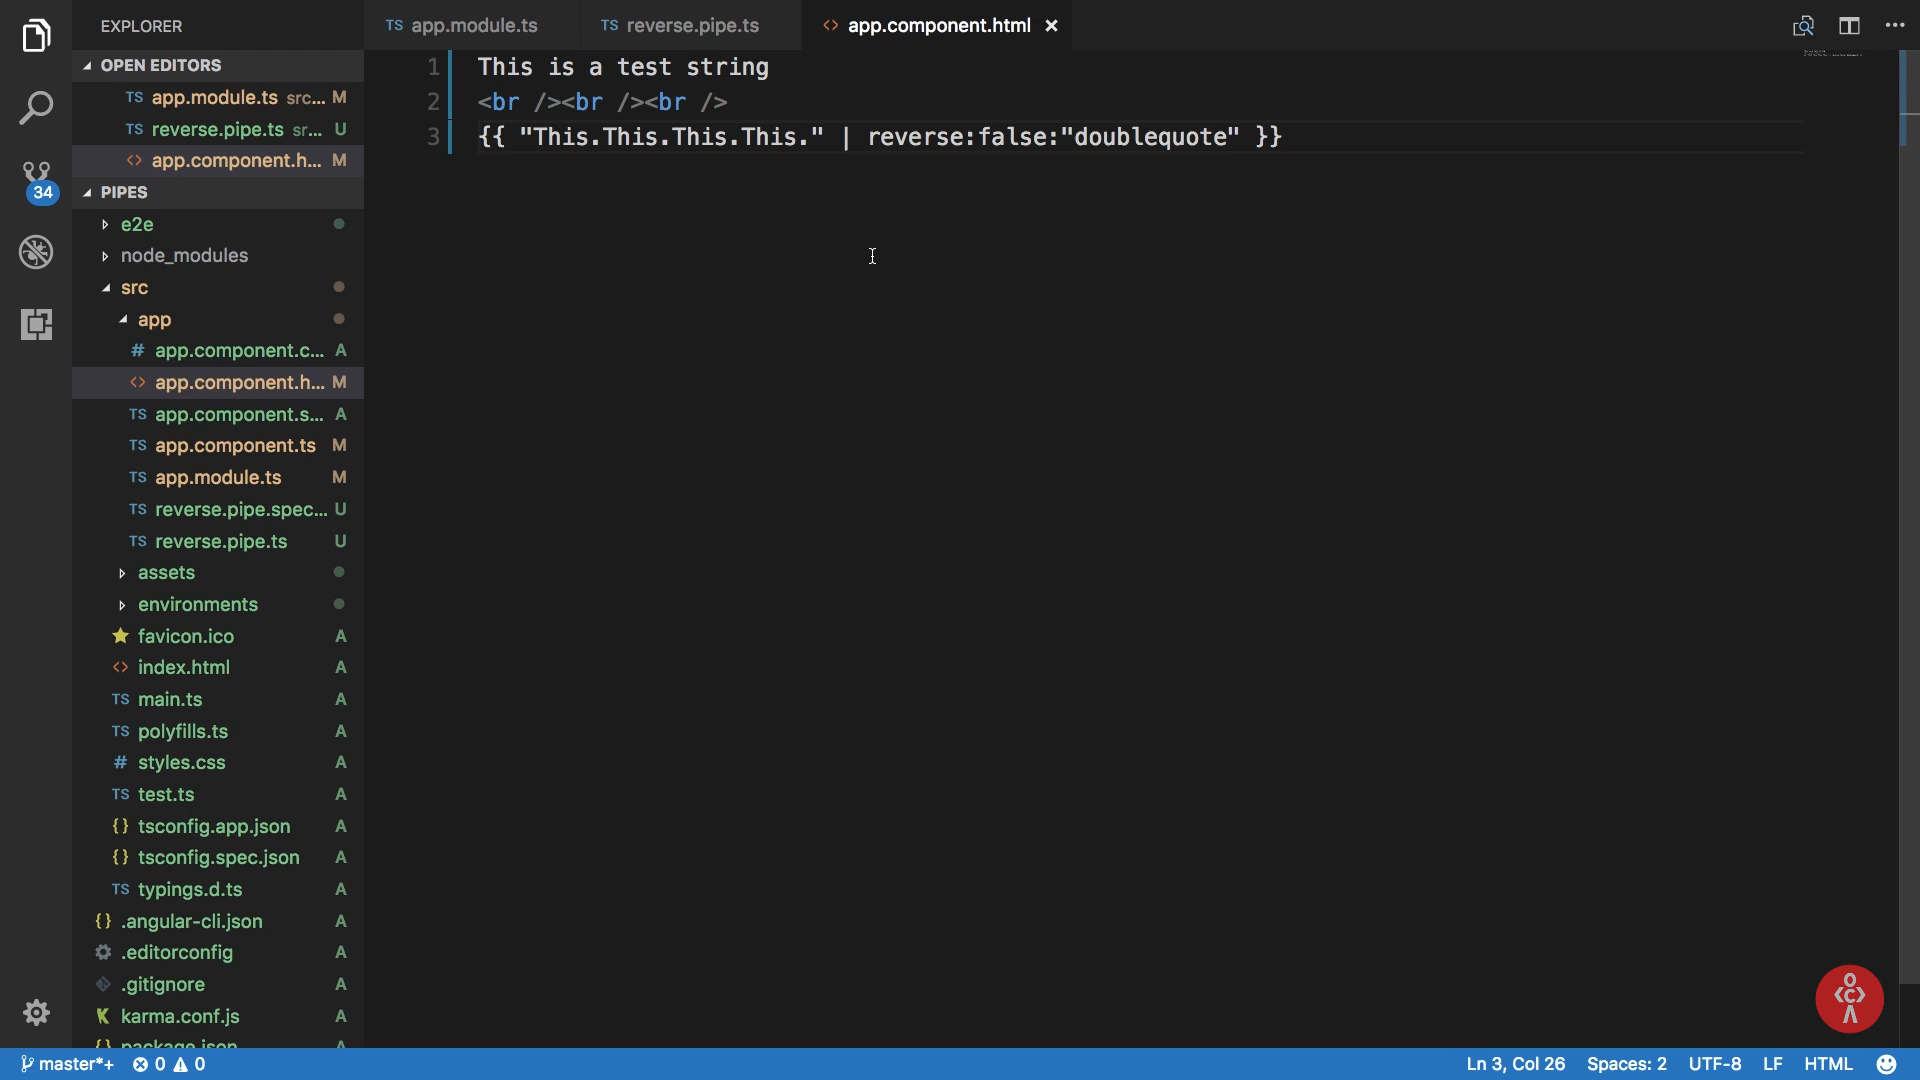 EXPLORER
OPEN EDITORS
TS app.module.ts src... M
TS reverse.pipe.ts sr... U
<> app.component.h... M
PIPES
e2e
node_modules
src
app
# app.component.c... A
<> app.component.h... M
TS app.component.s... A
TS app.component.ts M
TS app.module.ts M
TS reverse.pipe.spec... U
TS reverse.pipe.ts U
assets
environments
favicon.ico A
<> index.html A
TS main.ts A
TS polyfills.ts A
# styles.css A
TS test.ts A
{} tsconfig.app.json A
{} tsconfig.spec.json A
TS typings.d.ts A
{} .angular-cli.json A
.editorconfig A
.gitignore A
K karma.conf.js A
{} package.json A
34
TS app.module.ts
TS reverse.pipe.ts
<> app.component.html ×
1 This is a test string
2 <br /><br /><br />
3 {{ "This.This.This.This." | reverse:false:"doublequote" }}
master*+ 0 0
Ln 3, Col 26 Spaces: 2 UTF-8 LF HTML